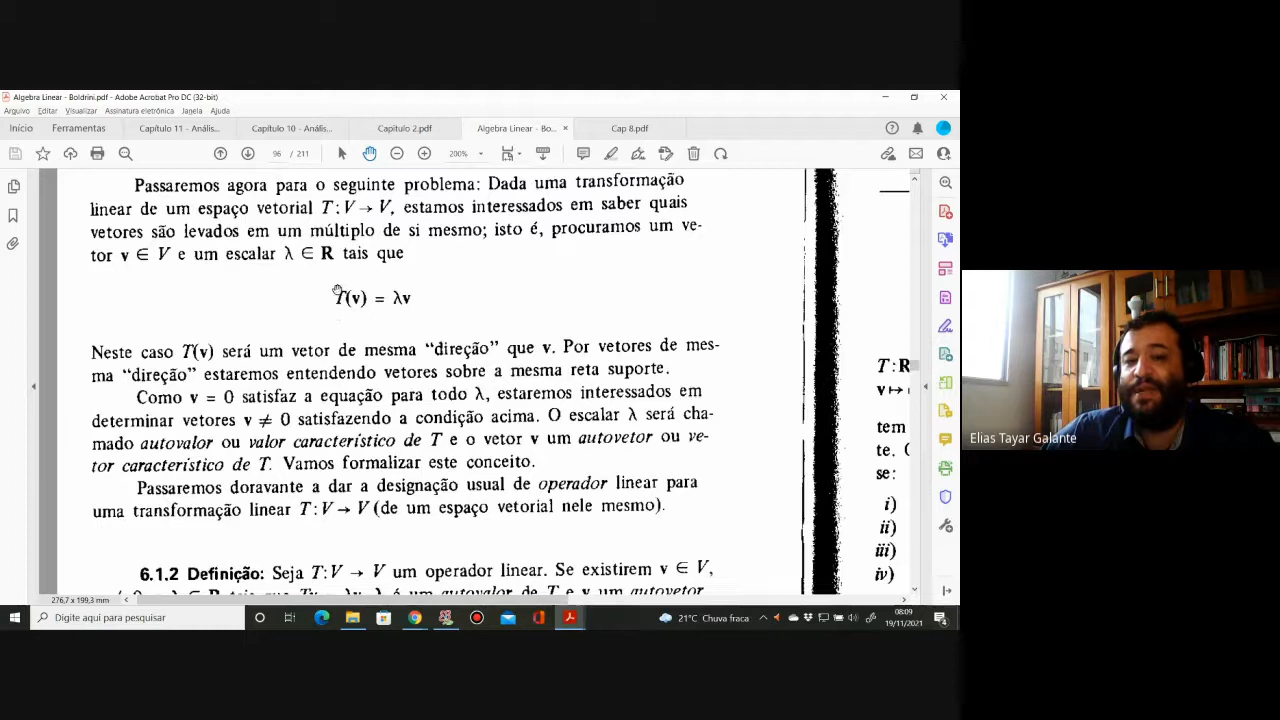 Algebra Linear - Boldrini.pdf - Adobe Acrobat Pro DC (32-bit)
Arquivo Editar Visualizar Assinatura eletrônica Janela Ajuda
Início Ferramentas Capítulo 11 - Anális... Capítulo 10 - Anális... Capitulo 2.pdf Algebra Linear - Bo... × Cap 8.pdf
96 / 211 200%
Passaremos agora para o seguinte problema: Dada uma transformação
linear de um espaço vetorial T : V → V, estamos interessados em saber quais
vetores são levados em um múltiplo de si mesmo; isto é, procuramos um ve-
tor v ∈ V e um escalar λ ∈ R tais que
T(v) = λv
Neste caso T(v) será um vetor de mesma “direção” que v. Por vetores de mes-
ma “direção” estaremos entendendo vetores sobre a mesma reta suporte.
Como v = 0 satisfaz a equação para todo λ, estaremos interessados em
determinar vetores v ≠ 0 satisfazendo a condição acima. O escalar λ será cha-
mado autovalor ou valor característico de T e o vetor v um autovetor ou ve-
tor característico de T. Vamos formalizar este conceito.
Passaremos doravante a dar a designação usual de operador linear para
uma transformação linear T : V → V (de um espaço vetorial nele mesmo).
6.1.2 Definição: Seja T : V → V um operador linear. Se existirem v ∈ V,
é um autovalor de T e v um autovetor
T : R
v ↦
tem
te.
se:
i)
ii)
iii)
iv)
276,7 x 199,3 mm
Digite aqui para pesquisar
21°C Chuva fraca
08:09
19/11/2021
4
Elias Tayar Galante